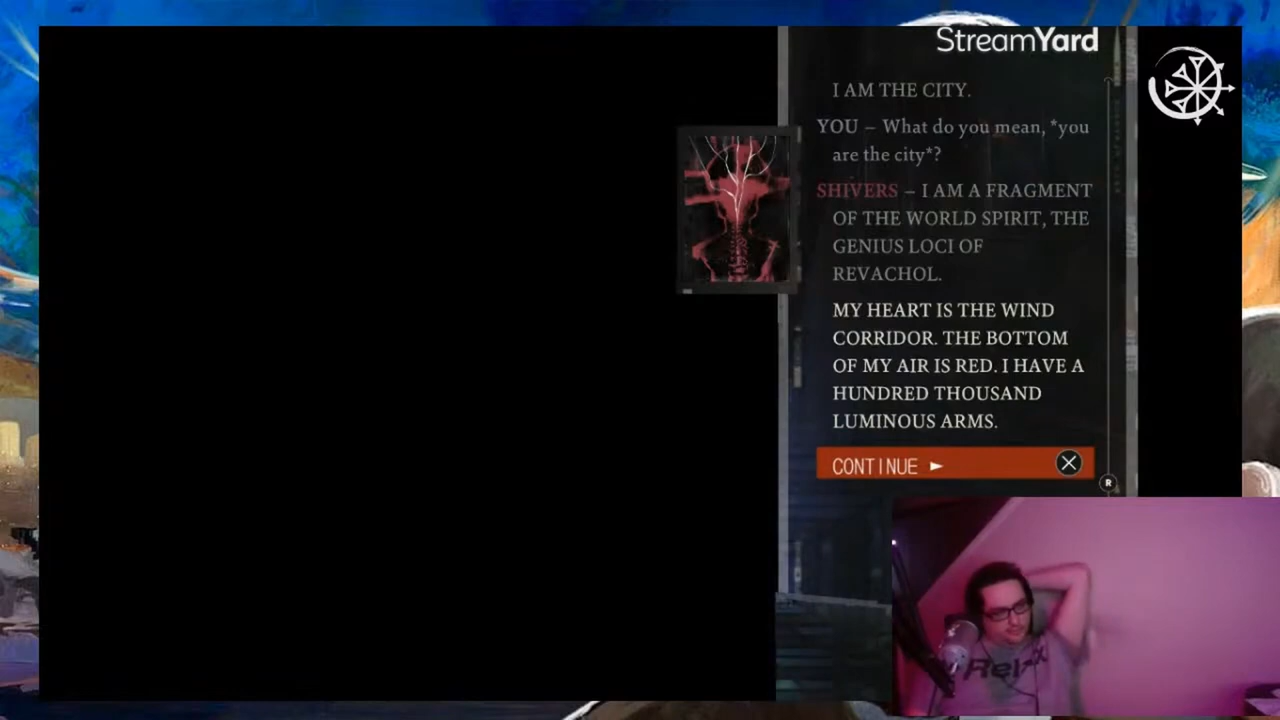 StreamYard
I AM THE CITY.
YOU – What do you mean, *you
are the city*?
SHIVERS – I AM A FRAGMENT
OF THE WORLD SPIRIT, THE
GENIUS LOCI OF
REVACHOL.
MY HEART IS THE WIND
CORRIDOR. THE BOTTOM
OF MY AIR IS RED. I HAVE A
HUNDRED THOUSAND
LUMINOUS ARMS.
CONTINUE
R